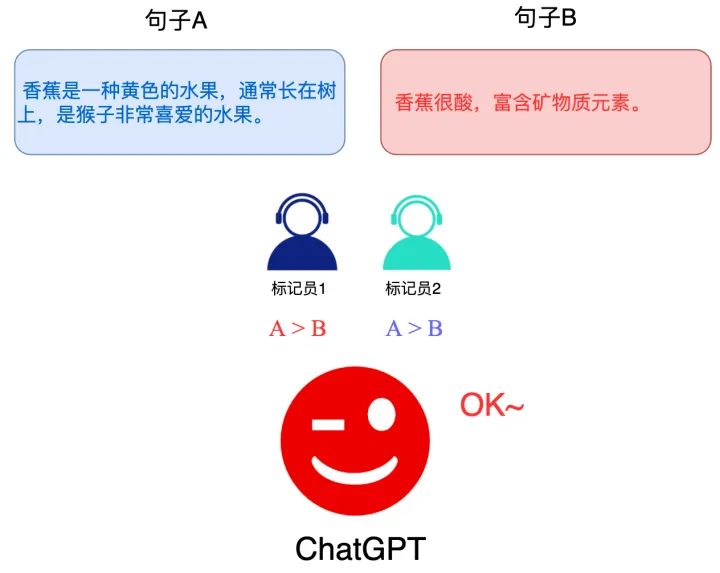 句子A
句子B
香蕉是一种黄色的水果，通常长在树
上，是猴子非常喜爱的水果。
香蕉很酸，富含矿物质元素。
标记员1
标记员2
A > B
A > B
OK~
ChatGPT